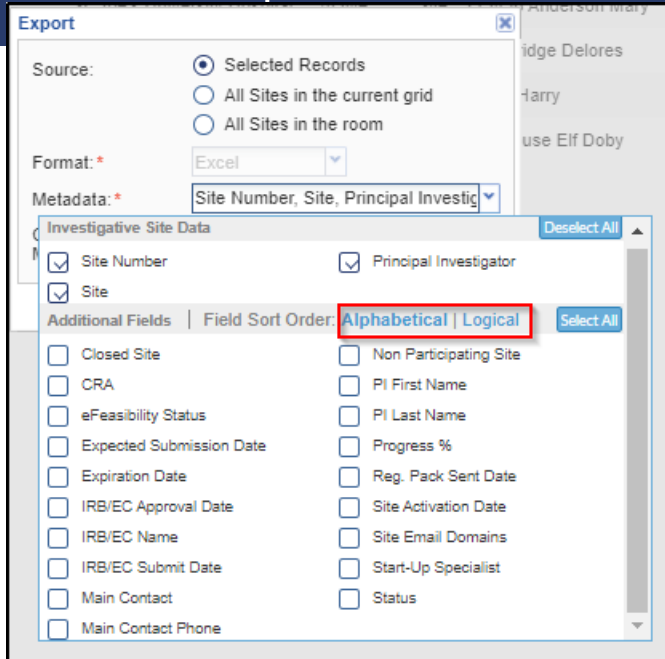 Anderson Mary
Export
idge Delores
Source:
Selected Records
All Sites in the current grid
Harry
All Sites in the room
use Elf Doby
Format:*
Excel
Metadata:*
Site Number, Site, Principal Investig
Investigative Site Data
Deselect All
Site Number
Principal Investigator
Site
Additional Fields | Field Sort Order: Alphabetical | Logical
Select All
Closed Site
Non Participating Site
CRA
PI First Name
eFeasibility Status
PI Last Name
Expected Submission Date
Progress %
Expiration Date
Reg. Pack Sent Date
IRB/EC Approval Date
Site Activation Date
IRB/EC Name
Site Email Domains
IRB/EC Submit Date
Start-Up Specialist
Main Contact
Status
Main Contact Phone